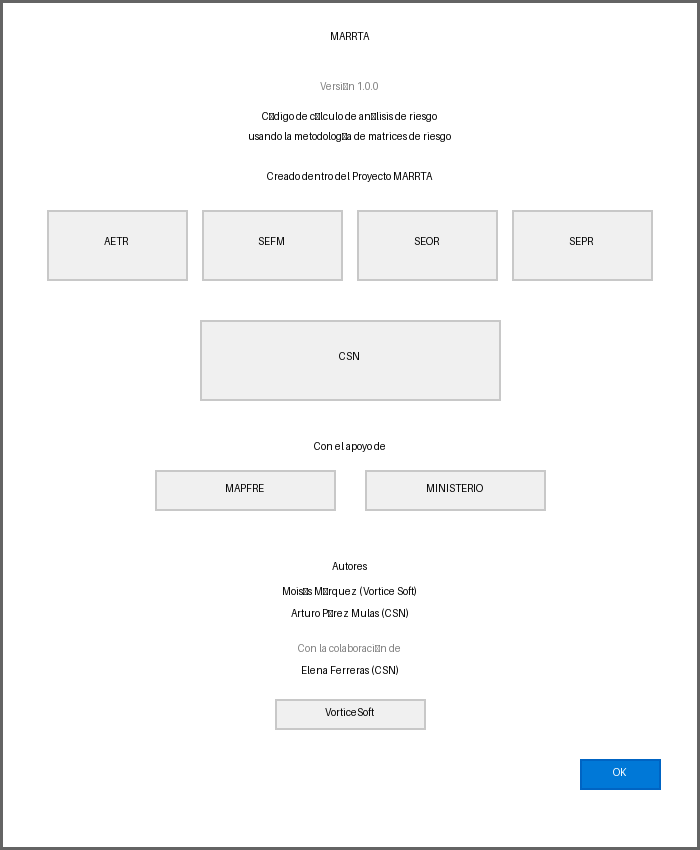 MARRTA
Versi□n 1.0.0
C□digo de c□lculo de an□lisis de riesgo
usando la metodolog□a de matrices de riesgo
Creado dentro del Proyecto MARRTA
AETR
SEFM
SEOR
SEPR
CSN
Con el apoyo de
MAPFRE
MINISTERIO
Autores
Mois□s M□rquez (Vortice Soft)
Arturo P□rez Mulas (CSN)
Con la colaboraci□n de
Elena Ferreras (CSN)
VorticeSoft
OK